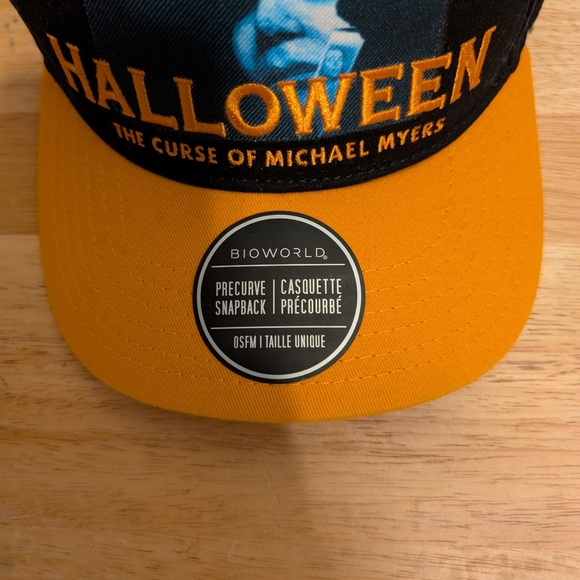 HALLOWEEN
THE CURSE OF MICHAEL MYERS
BIOWORLD®
PRECURVE | CASQUETTE
SNAPBACK | PRÉCOURBÉ
OSFM | TAILLE UNIQUE